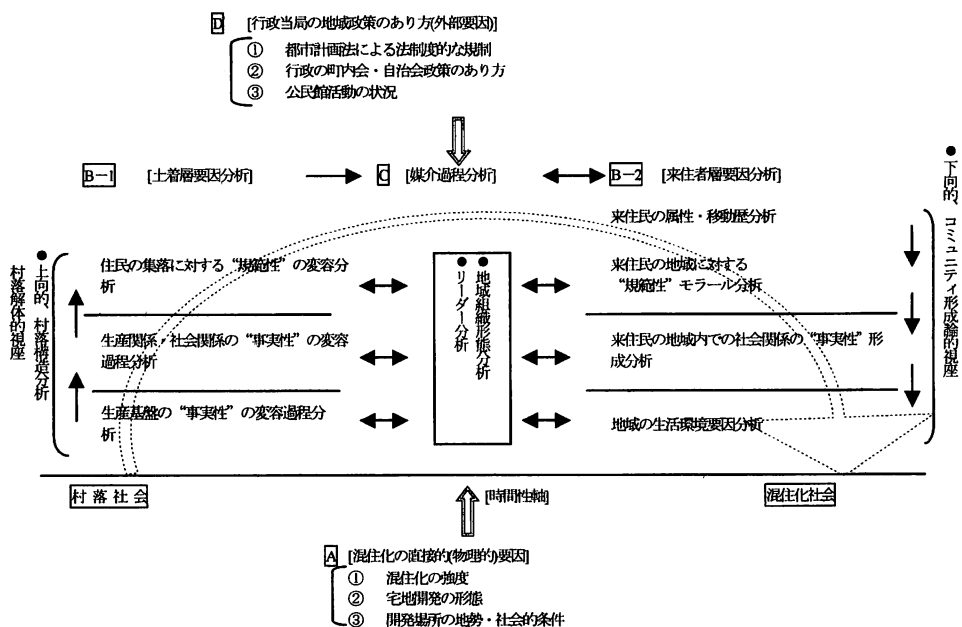 D [行政当局の地域政策のあり方(外部要因)]
① 都市計画法による法制度的な規制
② 行政の町内会・自治会政策のあり方
③ 公民館活動の状況
B－1 [土着層要因分析]
C [媒介過程分析]
B－2 [来住者層要因分析]
●上向的、村落構造分析
村落解体的視座
住民の集落に対する“規範性”の変容分
析
生産関係・社会関係の“事実性”の変容
過程分析
生産基盤の“事実性”の変容過程分
析
●地域組織形態分析
●リーダー分析
来住民の属性・移動歴分析
来住民の地域に対する
“規範性”モラール分析
来住民の地域内での社会関係の“事実性”形
成分析
地域の生活環境要因分析
●下向的、コミュニティ形成論的視座
村落社会
[時間性軸]
混住化社会
A [混住化の直接的(物理的)要因]
① 混住化の強度
② 宅地開発の形態
③ 開発場所の地勢・社会的条件